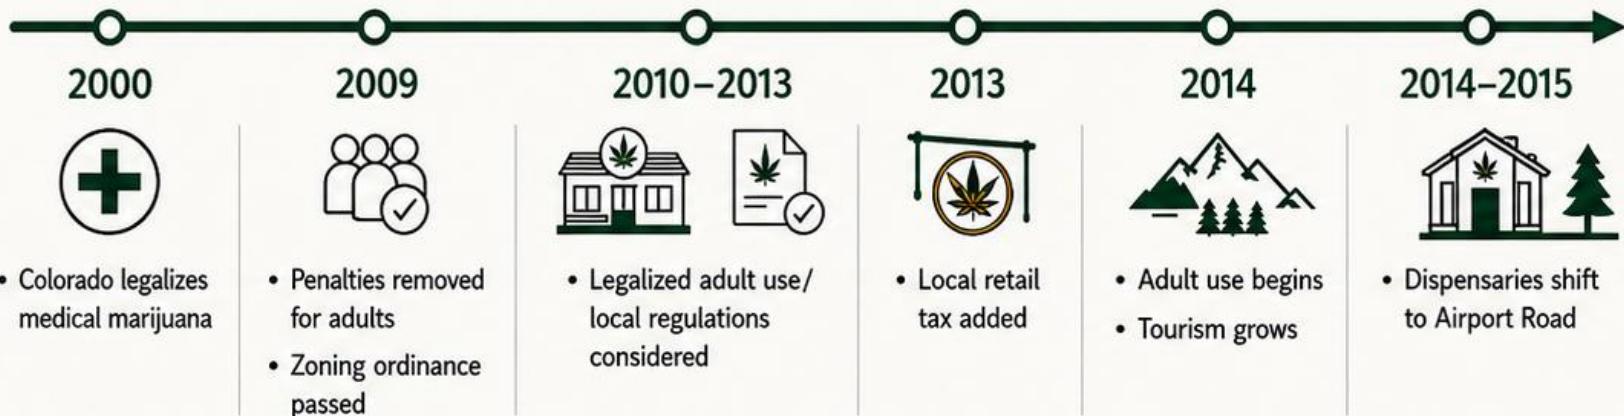 2000
• Colorado legalizes
medical marijuana
2009
• Penalties removed
for adults
• Zoning ordinance
passed
2010–2013
• Legalized adult use/
local regulations
considered
2013
• Local retail
tax added
2014
• Adult use begins
• Tourism grows
2014–2015
• Dispensaries shift
to Airport Road